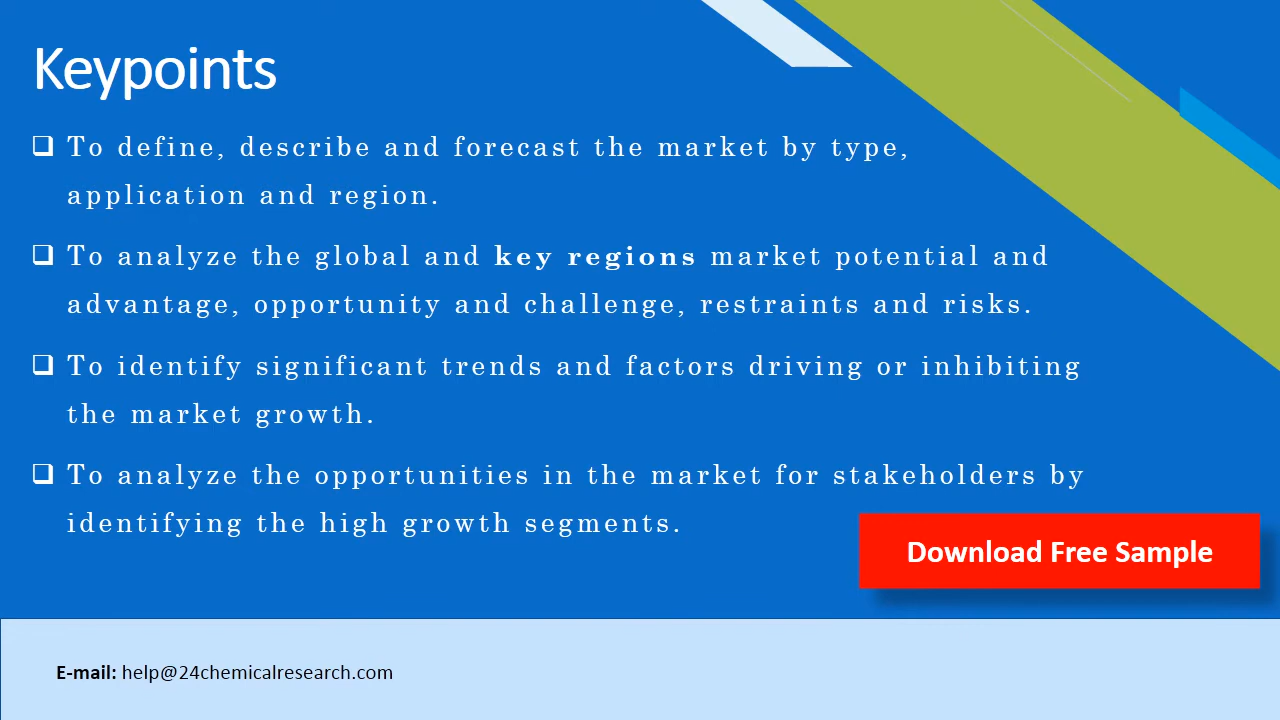 Keypoints
❑ To define, describe and forecast the market by type,
application and region.
❑ To analyze the global and key regions market potential and
advantage, opportunity and challenge, restraints and risks.
❑ To identify significant trends and factors driving or inhibiting
the market growth.
❑ To analyze the opportunities in the market for stakeholders by
identifying the high growth segments.
Download Free Sample
E-mail: help@24chemicalresearch.com